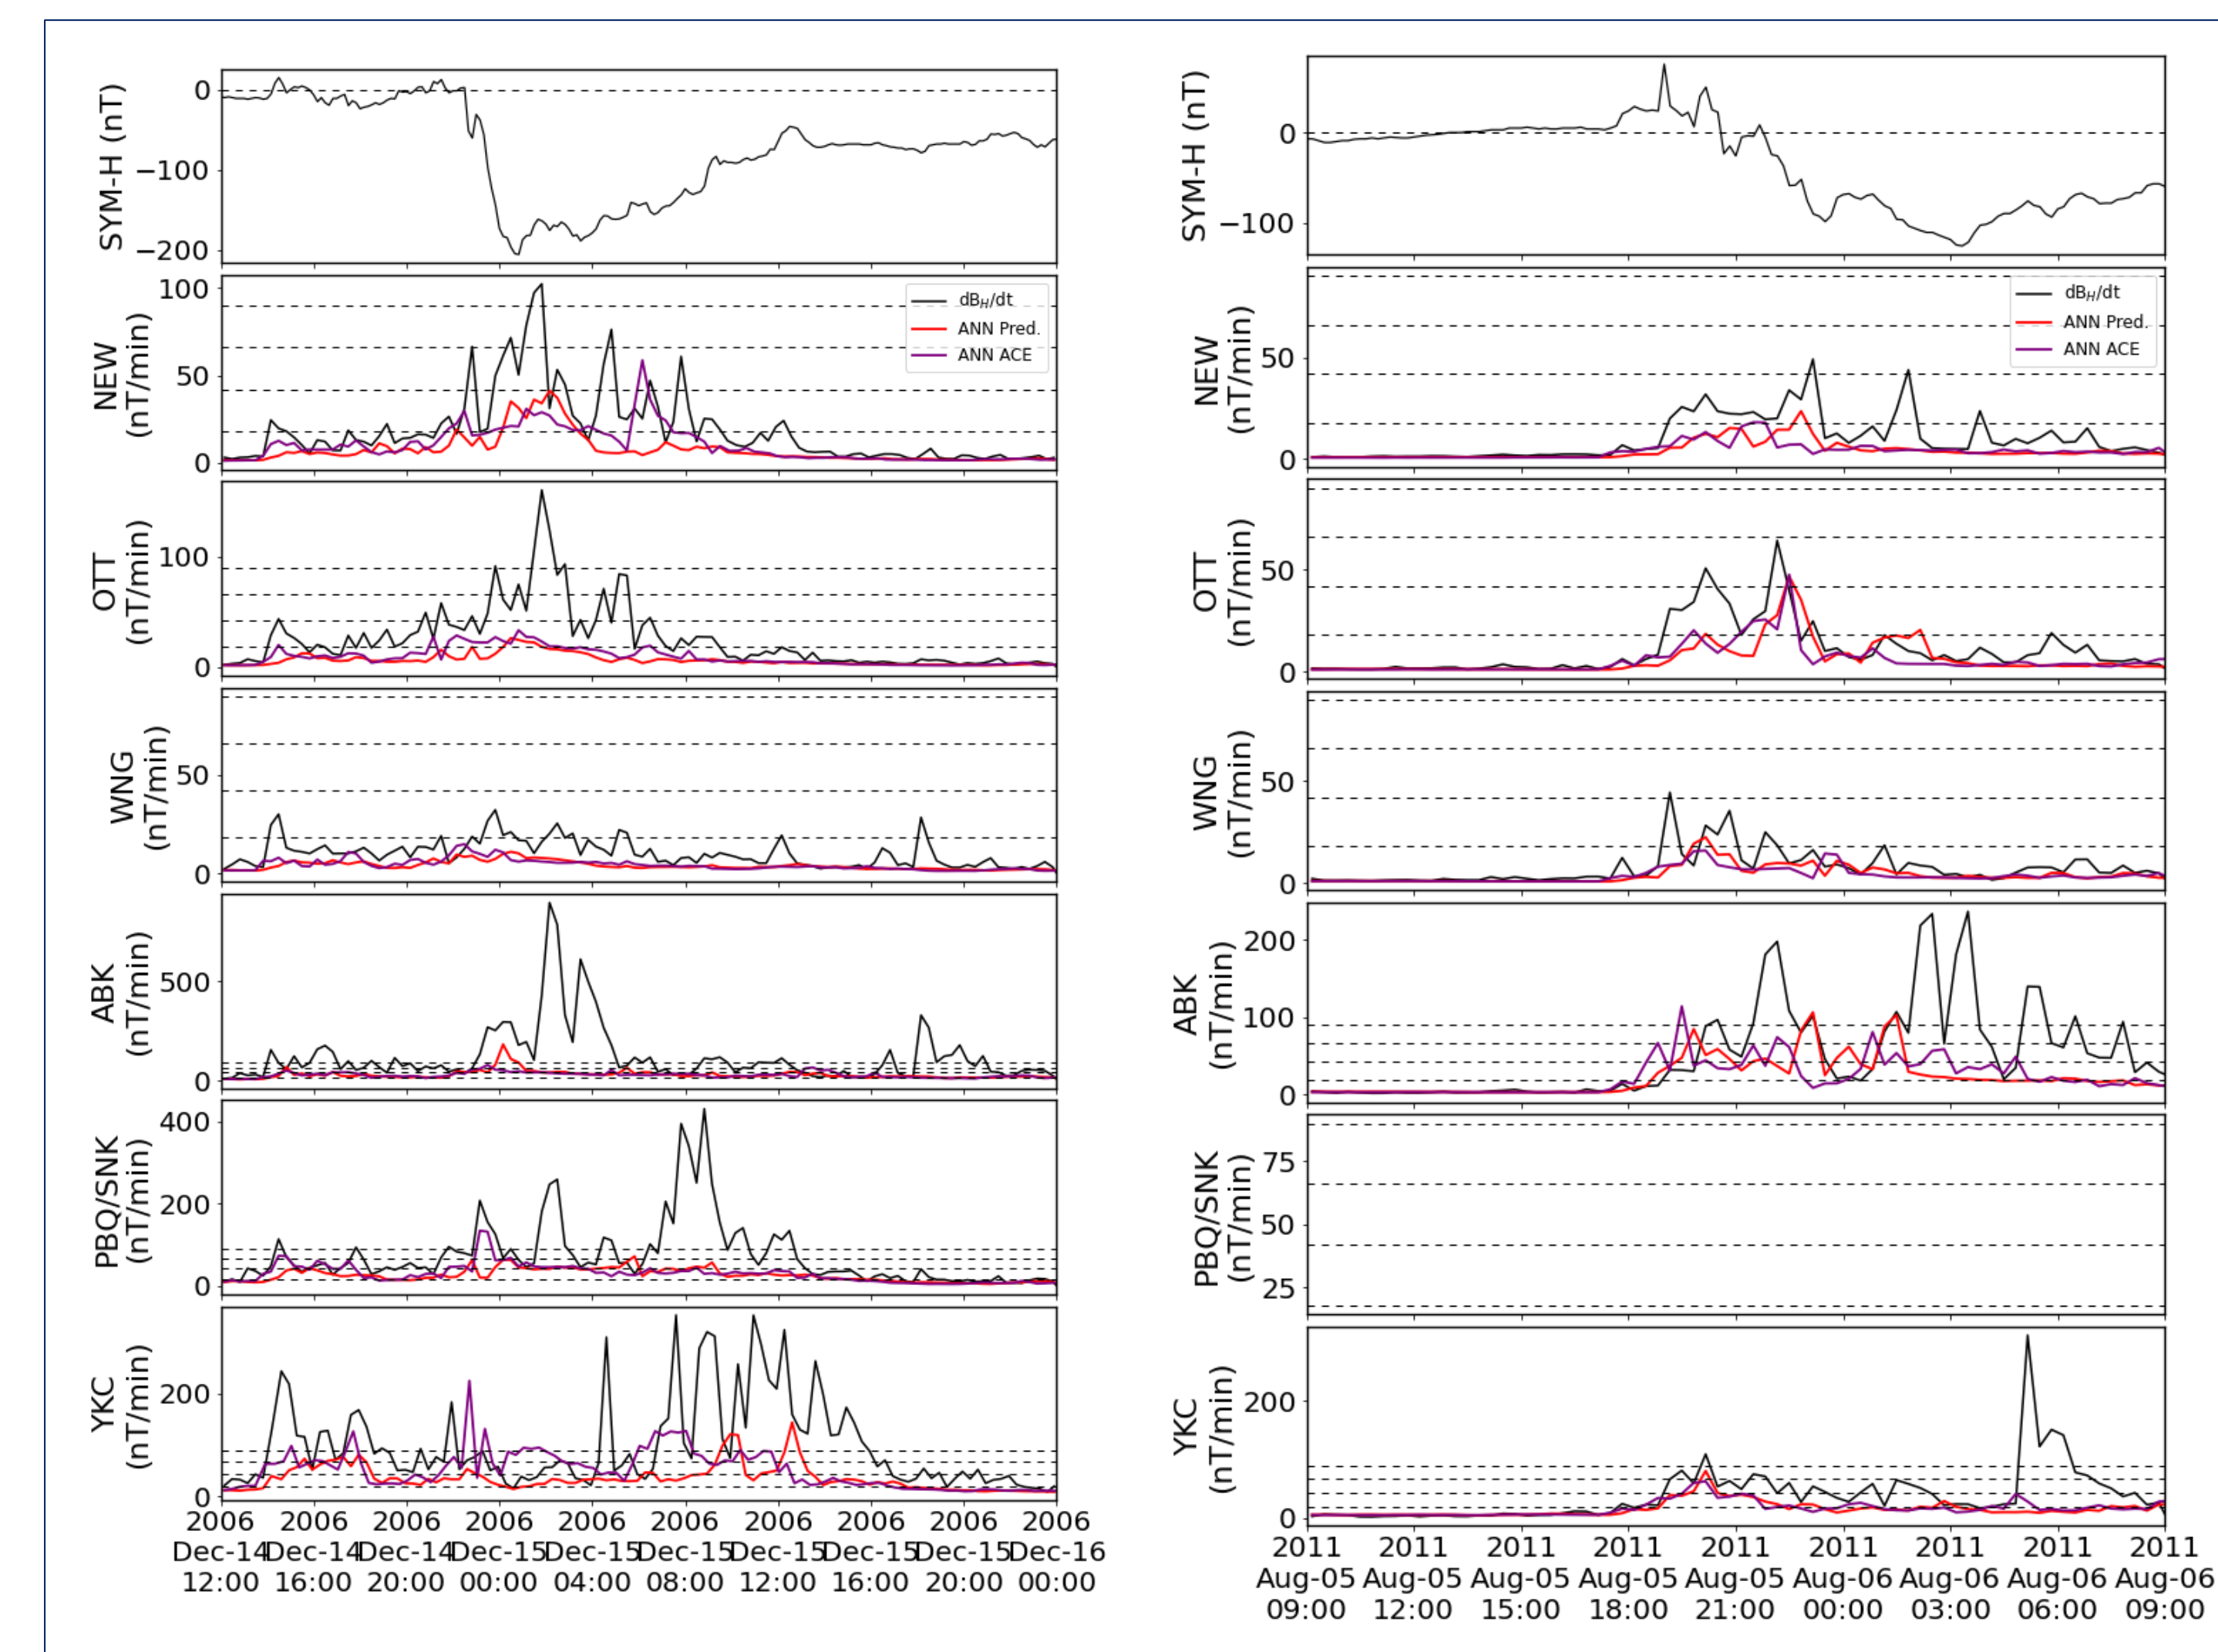 SYM-H (nT)
0
−100
−200
NEW
(nT/min)
100
50
0
dB_H/dt
ANN Pred.
ANN ACE
OTT
(nT/min)
100
0
WNG
(nT/min)
50
0
ABK
(nT/min)
500
0
PBQ/SNK
(nT/min)
400
200
0
YKC
(nT/min)
200
0
2006 2006 2006 2006 2006 2006 2006 2006 2006 2006
Dec-14 Dec-14 Dec-14 Dec-15 Dec-15 Dec-15 Dec-15 Dec-15 Dec-15 Dec-16
12:00 16:00 20:00 00:00 04:00 08:00 12:00 16:00 20:00 00:00
SYM-H (nT)
0
−100
NEW
(nT/min)
50
0
dB_H/dt
ANN Pred.
ANN ACE
OTT
(nT/min)
50
0
WNG
(nT/min)
50
0
ABK
(nT/min)
200
100
0
PBQ/SNK
(nT/min)
75
50
25
YKC
(nT/min)
200
0
2011 2011 2011 2011 2011 2011 2011 2011 2011
Aug-05 Aug-05 Aug-05 Aug-05 Aug-05 Aug-06 Aug-06 Aug-06 Aug-06
09:00 12:00 15:00 18:00 21:00 00:00 03:00 06:00 09:00